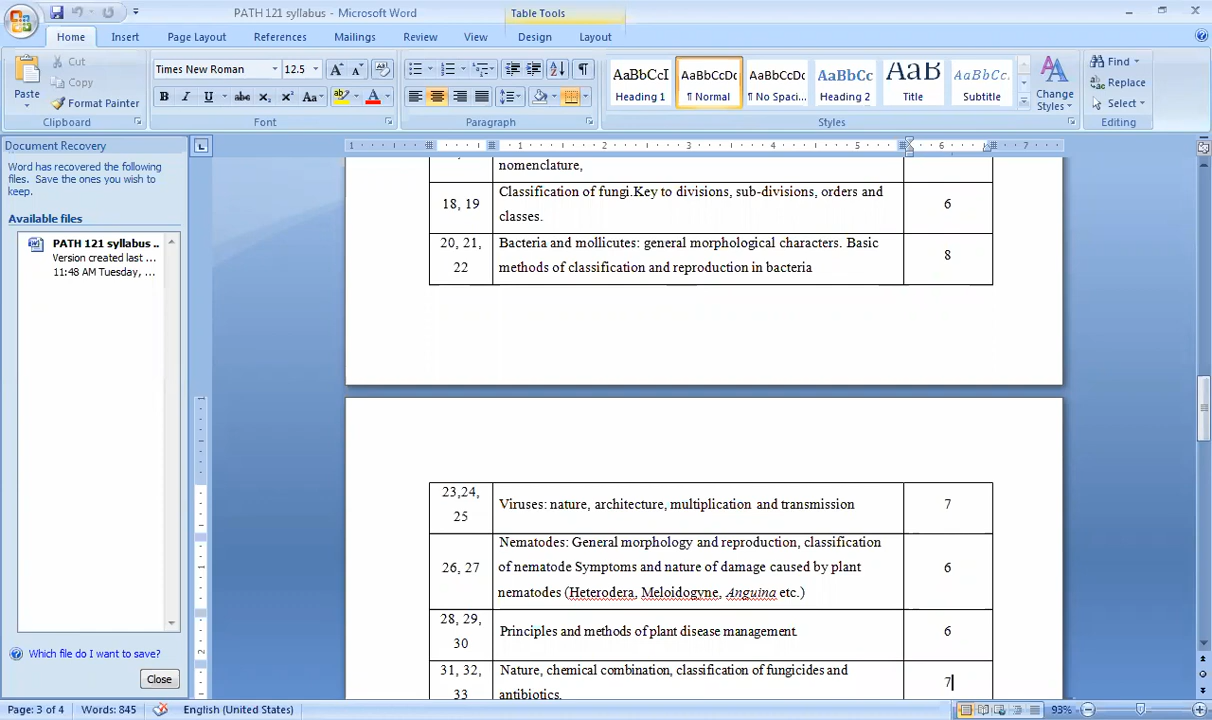 PATH 121 syllabus - Microsoft Word
Table Tools
Home
Insert
Page Layout
References
Mailings
Review
View
Design
Layout
Paste
Cut
Copy
Format Painter
Clipboard
Times New Roman
12.5
Font
Paragraph
AaBbCcI
Heading 1
AaBbCcDc
¶ Normal
AaBbCcDc
¶ No Spaci...
AaBbCc
Heading 2
AaB
Title
AaBbCc.
Subtitle
Change
Styles
Styles
Find
Replace
Select
Editing
Document Recovery
Word has recovered the following
files. Save the ones you wish to
keep.
Available files
PATH 121 syllabus ..
Version created last ...
11:48 AM Tuesday, ...
Which file do I want to save?
Close
nomenclature,
18, 19
Classification of fungi.Key to divisions, sub-divisions, orders and
classes.
6
20, 21,
22
Bacteria and mollicutes: general morphological characters. Basic
methods of classification and reproduction in bacteria
8
23,24,
25
Viruses: nature, architecture, multiplication and transmission
7
26, 27
Nematodes: General morphology and reproduction, classification
of nematode Symptoms and nature of damage caused by plant
nematodes (Heterodera, Meloidogyne, Anguina etc.)
6
28, 29,
30
Principles and methods of plant disease management.
6
31, 32,
33
Nature, chemical combination, classification of fungicides and
antibiotics.
7
Page: 3 of 4
Words: 845
English (United States)
93%